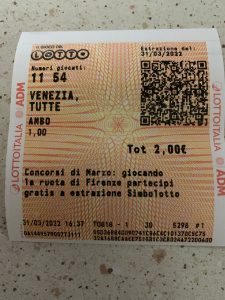 IL GIOCO DEL
LOTTO
Estrazione del:
31/03/2022
Numeri giocati:
11 54
VENEZIA,
TUTTE
AMBO
1,00
Tot 2,00€
Concorsi di Marzo: giocando
la ruota di Firenze partecipi
gratis a estrazione Simbolotto
31/03/2022 16:37
LOTTOITALIA ADM
LOTTOITALIA ADM